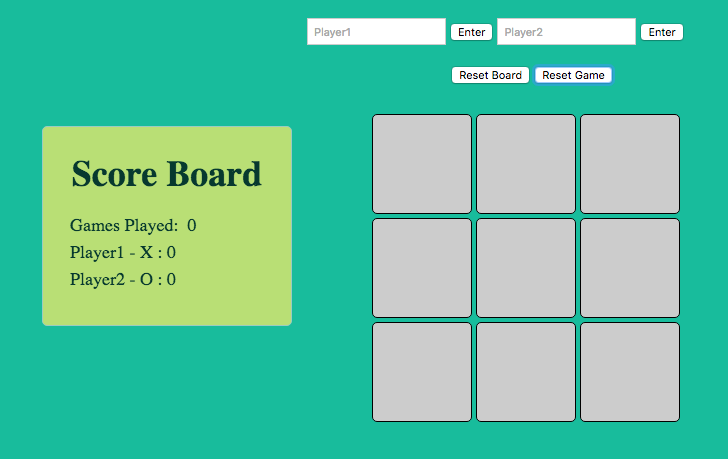 Player1 Enter Player2 Enter
Reset Board Reset Game
Score Board
Games Played: 0
Player1 - X : 0
Player2 - O : 0